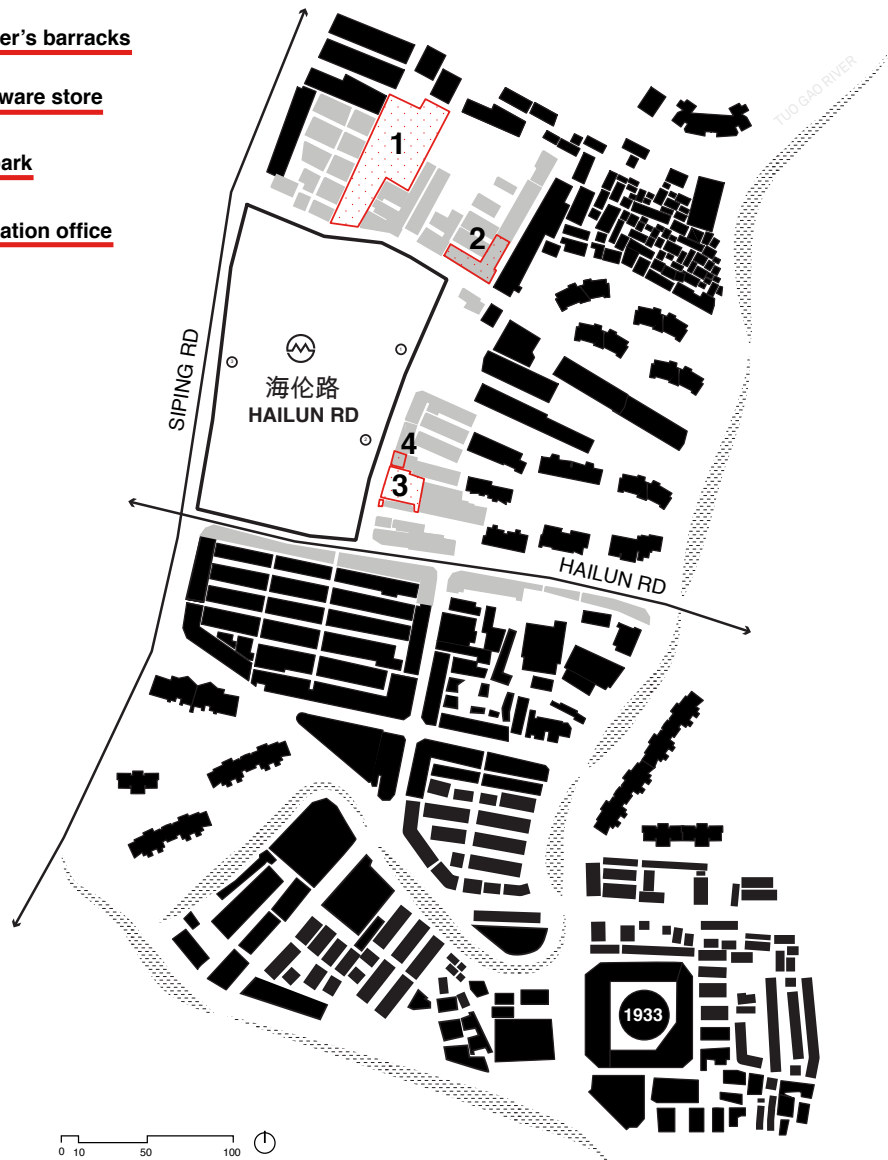 er’s barracks
ware store
ark
ation office
TUO GAO RIVER
1
2
SIPING RD
海伦路
HAILUN RD
4
3
HAILUN RD
1933
0 10 50 100